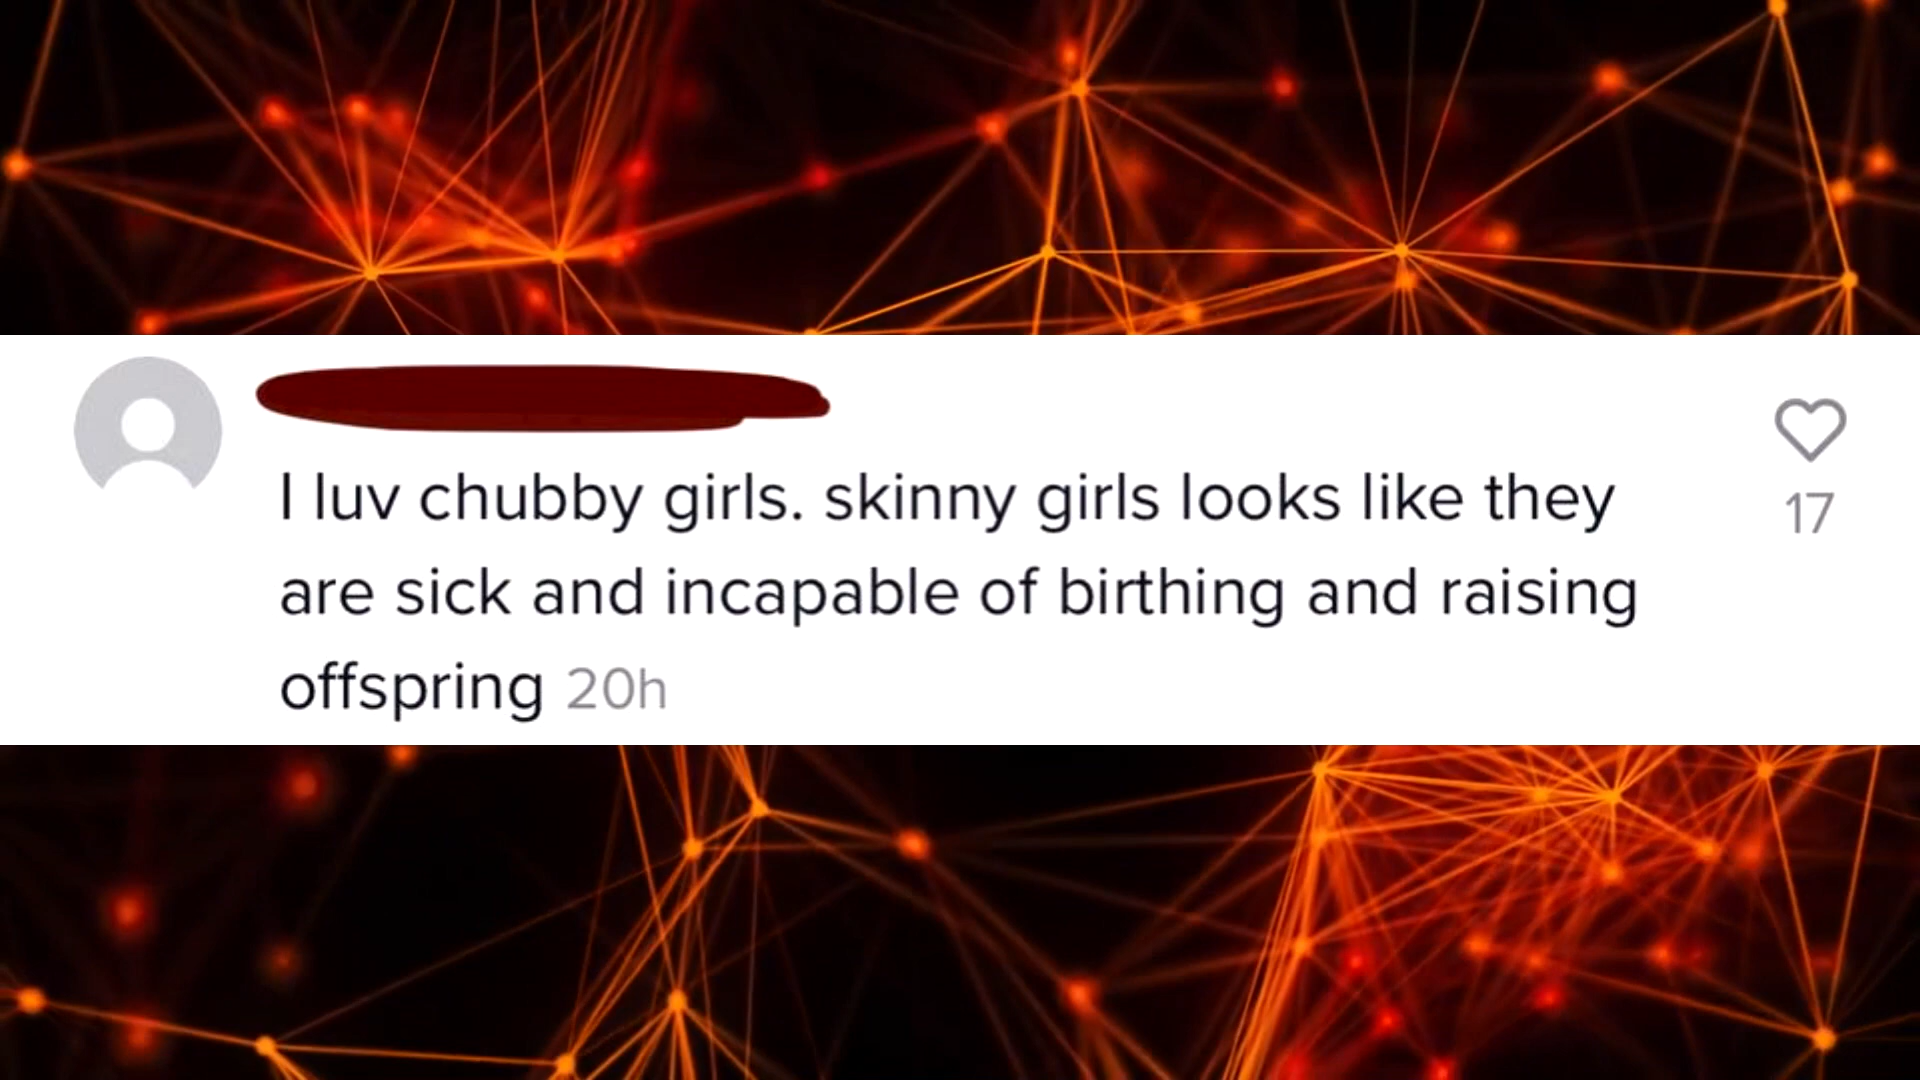 I luv chubby girls. skinny girls looks like they
17
are sick and incapable of birthing and raising
offspring 20h